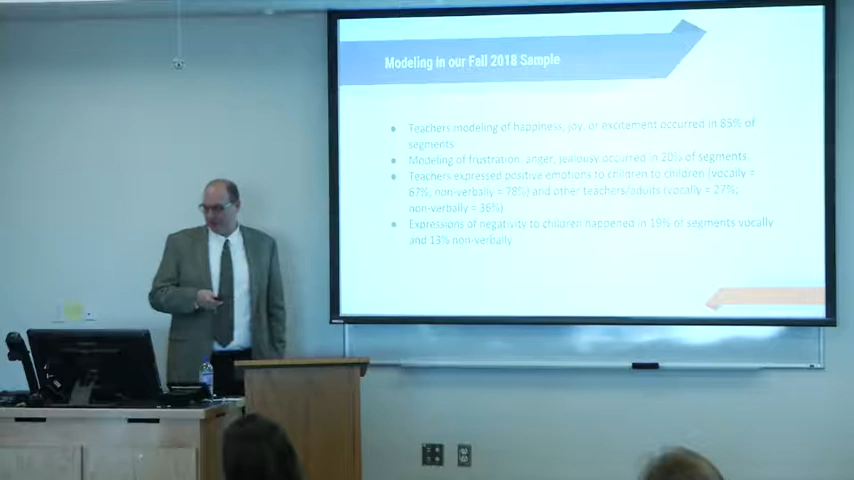 Modeling in our Fall 2018 Sample
Teachers modeling of happiness, joy, or excitement occurred in 85% of
segments
Modeling of frustration, anger, jealousy occurred in 20% of segments.
Teachers expressed positive emotions to children to children (vocally =
67%; non-verbally = 78%) and other teachers/adults (vocally = 27%;
non-verbally = 36%)
Expressions of negativity to children happened in 19% of segments vocally
and 13% non-verbally.